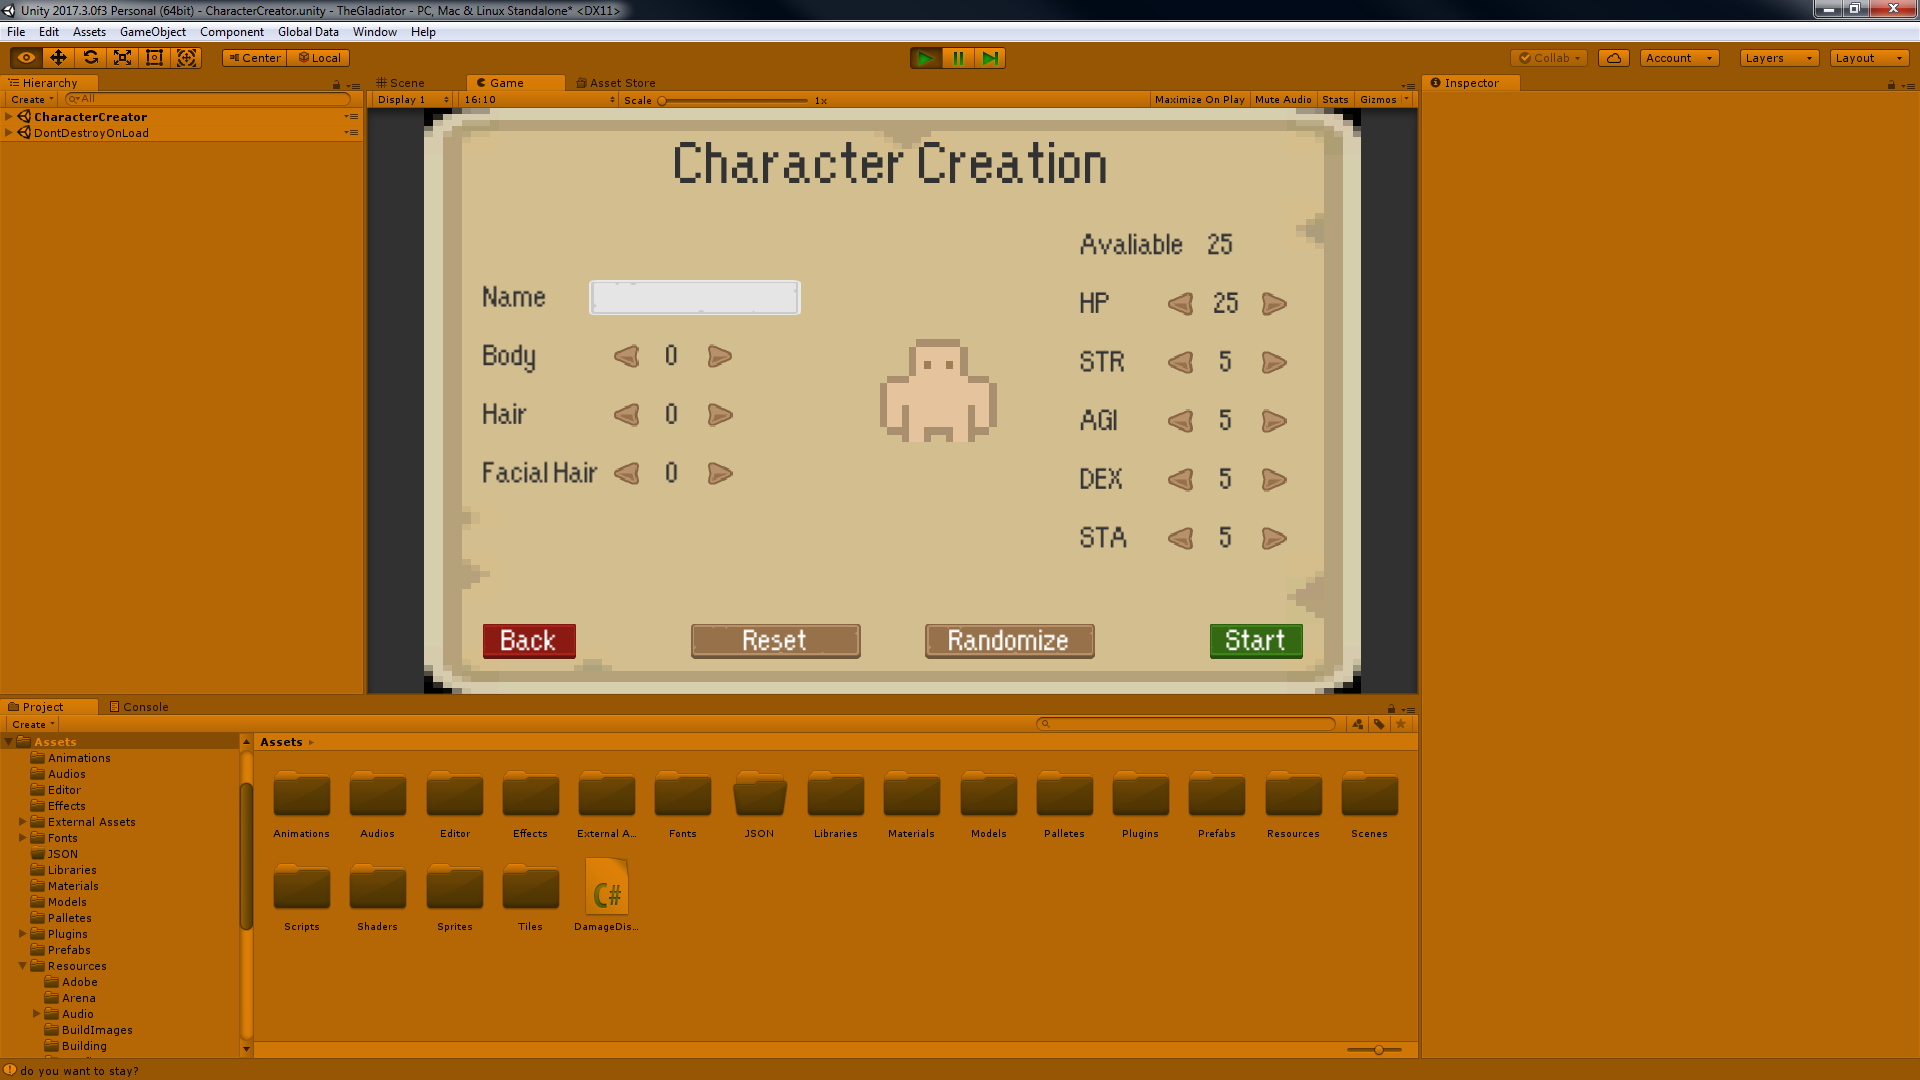 Unity 2017.3.0f3 Personal (64bit) - CharacterCreator.unity - TheGladiator - PC, Mac & Linux Standalone* <DX11>
File Edit Assets GameObject Component Global Data Window Help
Center Local Collab Account Layers Layout
Hierarchy
Create All
CharacterCreator
DontDestroyOnLoad
Scene Game Asset Store
Display 1 16:10 Scale 1x Maximize On Play Mute Audio Stats Gizmos
Inspector
Character Creation
Avaliable 25
Name
HP 25
Body 0
STR 5
Hair 0
AGI 5
Facial Hair 0
DEX 5
STA 5
Back Reset Randomize Start
Project Console
Create
Assets
Animations
Audios
Editor
Effects
External Assets
Fonts
JSON
Libraries
Materials
Models
Palletes
Plugins
Prefabs
Resources
Adobe
Arena
Audio
BuildImages
Building
Assets
Animations Audios Editor Effects External A... Fonts JSON Libraries Materials Models Palletes Plugins Prefabs Resources Scenes
C#
Scripts Shaders Sprites Tiles DamageDis...
do you want to stay?